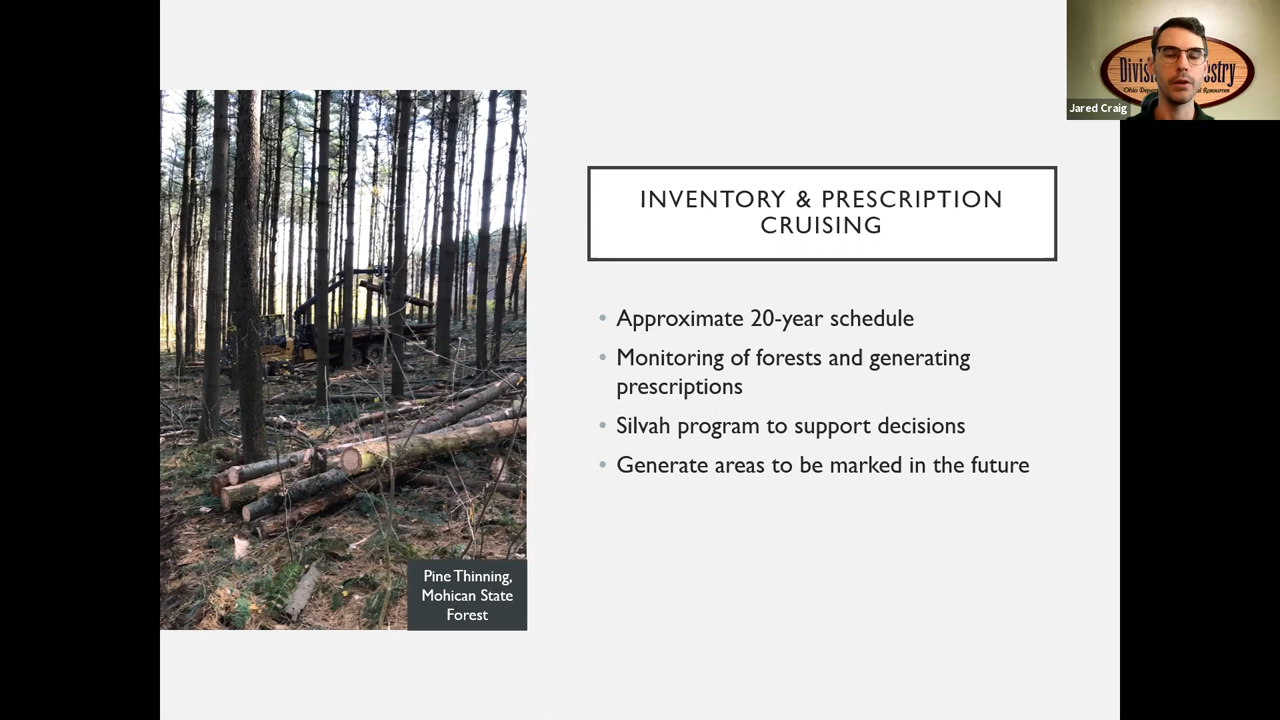 INVENTORY & PRESCRIPTION
CRUISING
• Approximate 20-year schedule
• Monitoring of forests and generating
prescriptions
• Silvah program to support decisions
• Generate areas to be marked in the future
Pine Thinning,
Mohican State
Forest
Jared Craig